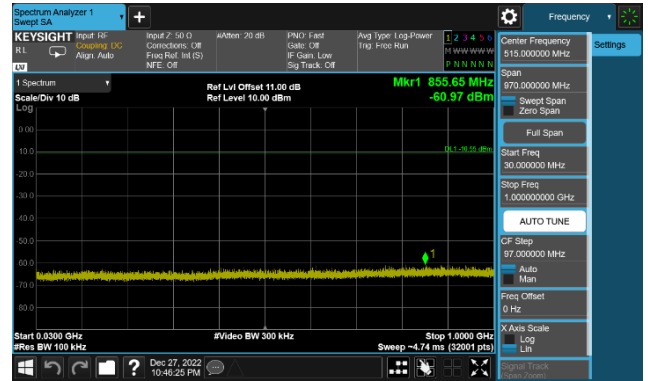 Spectrum Analyzer 1
Swept SA
Frequency
KEYSIGHT
RL
LXI
Input: RF
Coupling: DC
Align: Auto
Input Z: 50 Ω
Corrections: Off
Freq Ref: Int (S)
NFE: Off
#Atten: 20 dB
PNO: Fast
Gate: Off
IF Gain: Low
Sig Track: Off
Avg Type: Log-Power
Trig: Free Run
1 2 3 4 5 6
M W W W W W
P N N N N N
1 Spectrum
Scale/Div 10 dB
Log
Ref Lvl Offset 11.00 dB
Ref Level 10.00 dBm
Mkr1 855.65 MHz
-60.97 dBm
0.00
-10.0
-20.0
-30.0
-40.0
-50.0
-60.0
-70.0
-80.0
1
Start 0.0300 GHz
#Res BW 100 kHz
#Video BW 300 kHz
Stop 1.0000 GHz
Sweep ~4.74 ms (32001 pts)
Dec 27, 2022
10:46:25 PM
Center Frequency
515.000000 MHz
Span
970.000000 MHz
Swept Span
Zero Span
Full Span
Start Freq
30.000000 MHz
Stop Freq
1.000000000 GHz
AUTO TUNE
CF Step
97.000000 MHz
Auto
Man
Freq Offset
0 Hz
X Axis Scale
Log
Lin
Signal Track
(Span Zoom)
Settings